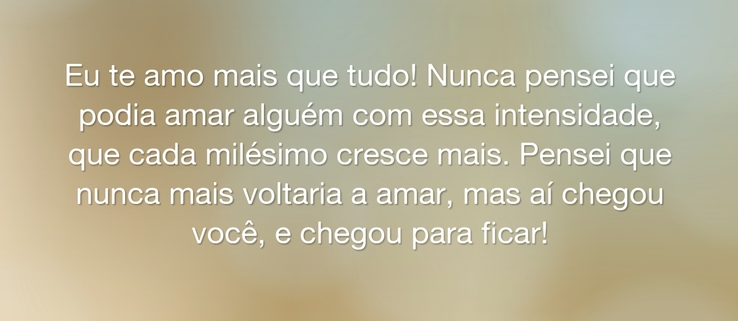 Eu te amo mais que tudo! Nunca pensei que
podia amar alguém com essa intensidade,
que cada milésimo cresce mais. Pensei que
nunca mais voltaria a amar, mas aí chegou
você, e chegou para ficar!